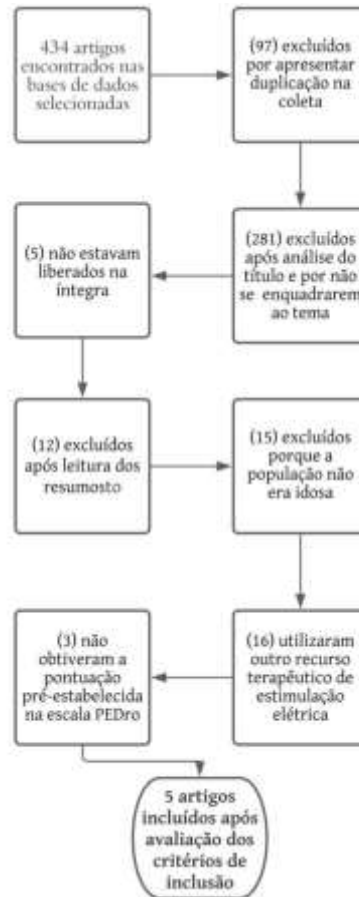 434 artigos
encontrados nas
bases de dados
selecionadas
(97) excluídos
por apresentar
duplicação na
coleta
(281) excluídos
após análise do
título e por não
se enquadrarem
ao tema
(5) não estavam
liberados na
íntegra
(12) excluídos
após leitura dos
resumosto)
(15) excluídos
porque a
população não
era idosa
(16) utilizaram
outro recurso
terapêutico de
estimulação
elétrica
(3) não
obtiveram a
pontuação
pré-estabelecida
na escala PEDro
5 artigos
incluídos após
avaliação dos
critérios de
inclusão